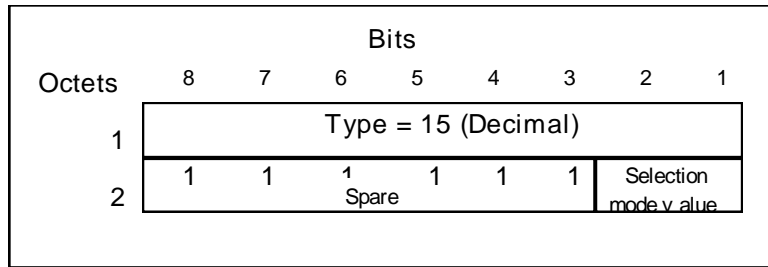 Bits
Octets 8 7 6 5 4 3 2 1
1 Type = 15 (Decimal)
2 1 1 1 1 1 1 Selection
Spare mode v alue